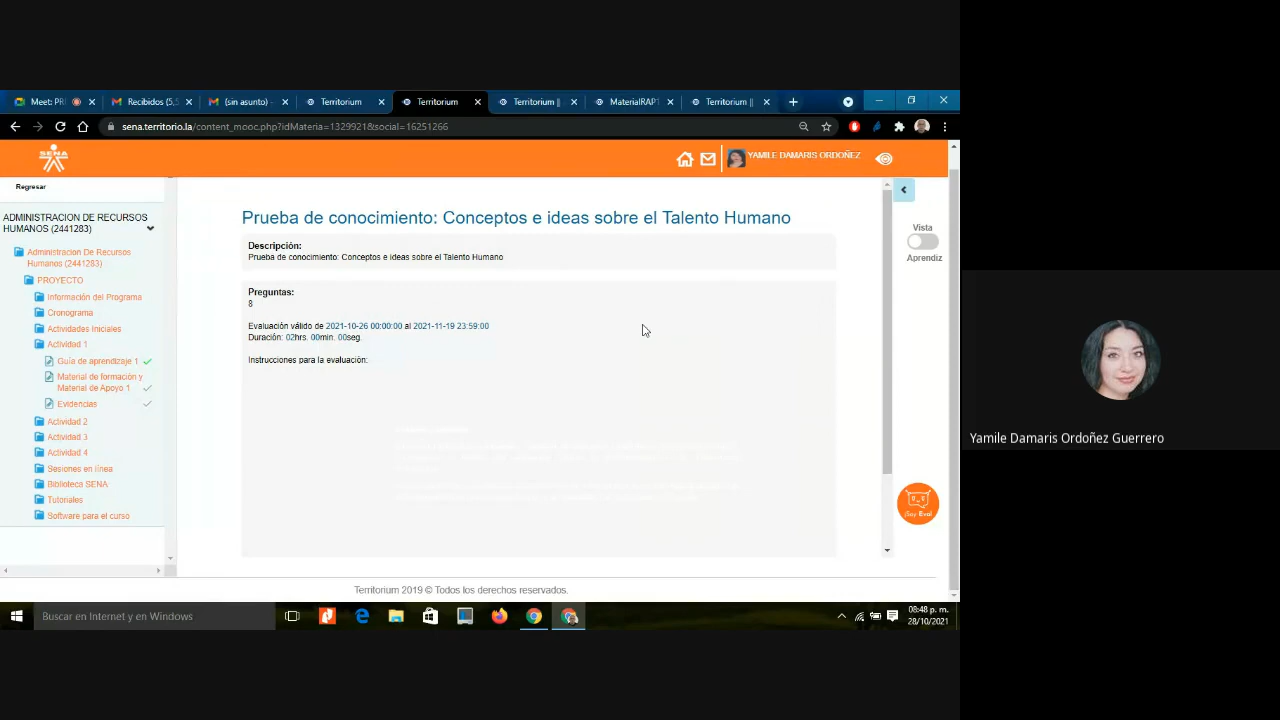 Meet: PRI
Recibidos (5,5
(sin asunto) -
Territorium
Territorium
Territorium ||
MaterialRAP1
Territorium ||
sena.territorio.la/content_mooc.php?idMateria=1329921&social=16251266
SENA
YAMILE DAMARIS ORDOÑEZ
Regresar
ADMINISTRACION DE RECURSOS
HUMANOS (2441283)
Administracion De Recursos
Humanos (2441283)
PROYECTO
Información del Programa
Cronograma
Actividades Iniciales
Actividad 1
Guía de aprendizaje 1
Material de formación y
Material de Apoyo 1
Evidencias
Actividad 2
Actividad 3
Actividad 4
Sesiones en línea
Biblioteca SENA
Tutoriales
Software para el curso
Prueba de conocimiento: Conceptos e ideas sobre el Talento Humano
Descripción:
Prueba de conocimiento: Conceptos e ideas sobre el Talento Humano
Preguntas:
8
Evaluación válido de 2021-10-26 00:00:00 al 2021-11-19 23:59:00
Duración: 02hrs. 00min. 00seg.
Instrucciones para la evaluación:
Vista
Aprendiz
¡Soy Eva!
Territorium 2019 © Todos los derechos reservados.
Buscar en Internet y en Windows
08:48 p. m.
28/10/2021
Yamile Damaris Ordoñez Guerrero